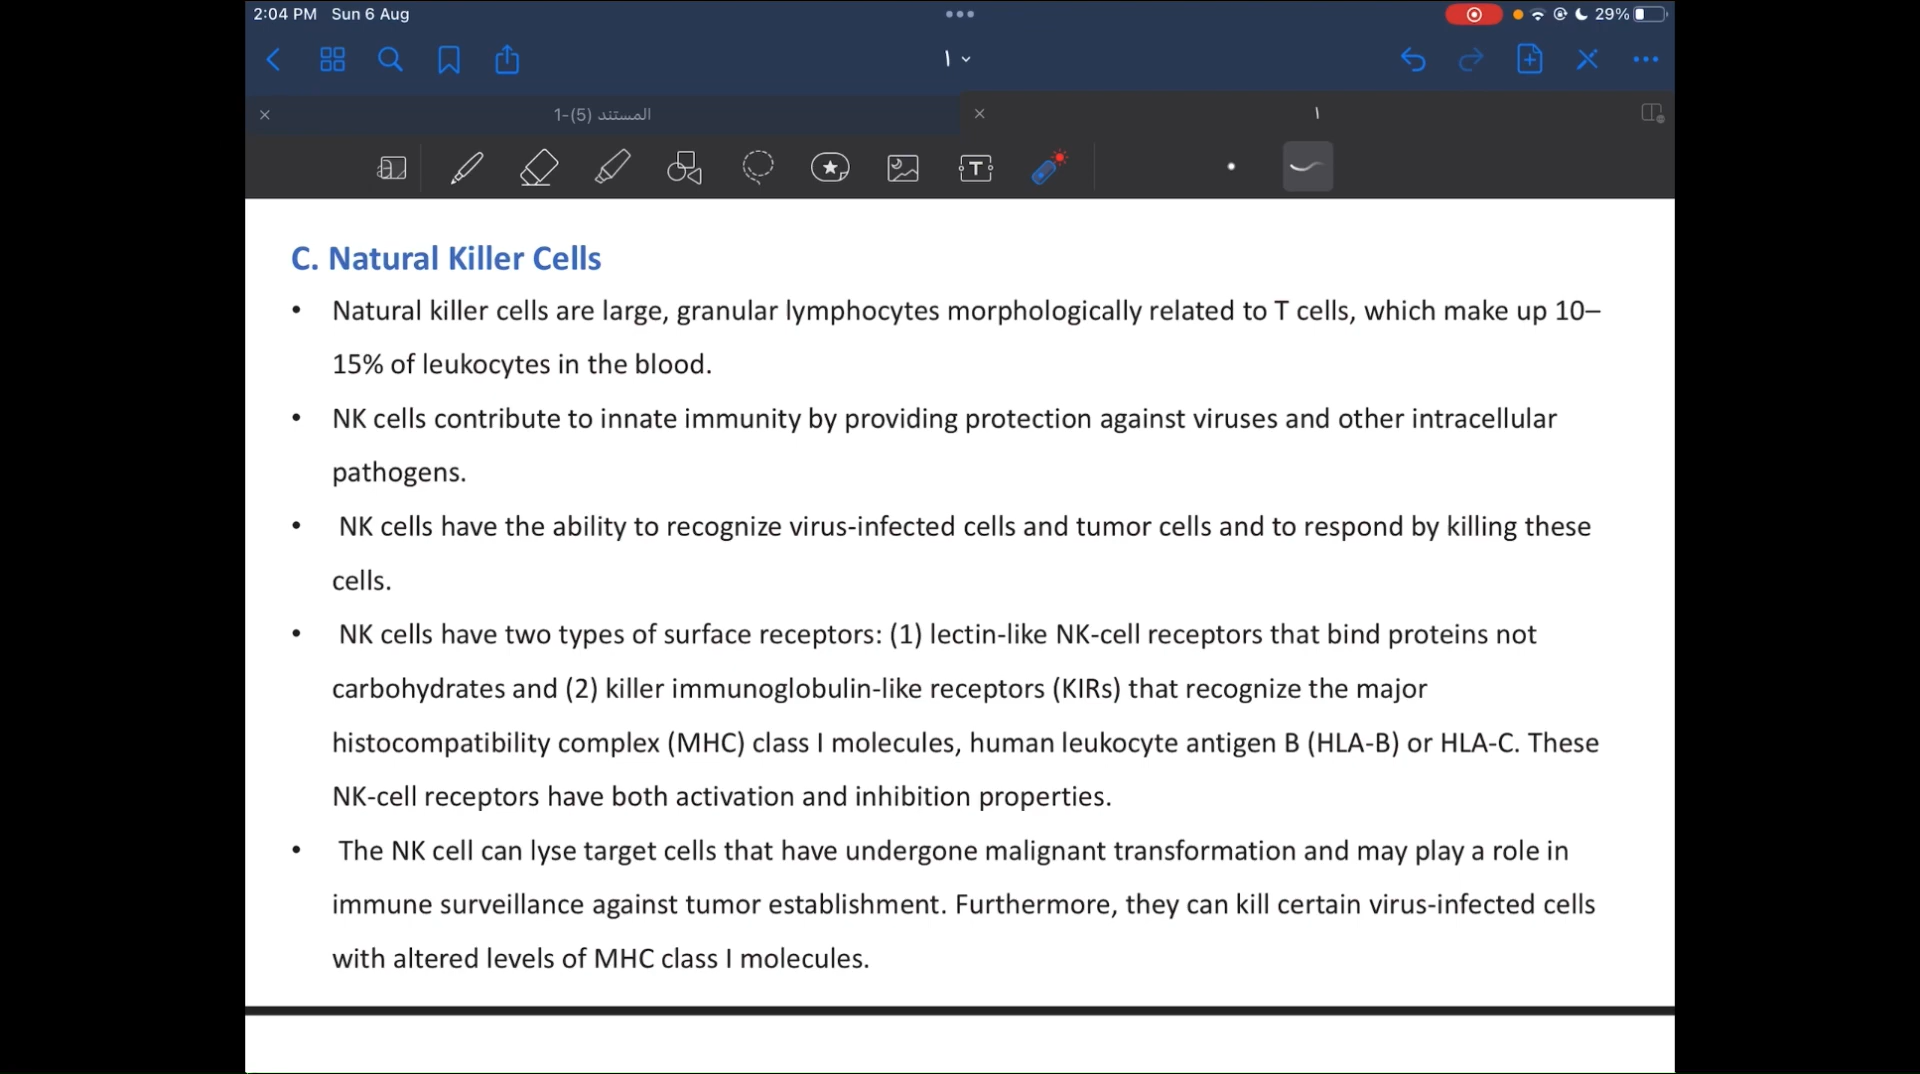 2:04 PM Sun 6 Aug
29%
١
المستند (5)-1
١
C. Natural Killer Cells
• Natural killer cells are large, granular lymphocytes morphologically related to T cells, which make up 10–
15% of leukocytes in the blood.
• NK cells contribute to innate immunity by providing protection against viruses and other intracellular
pathogens.
• NK cells have the ability to recognize virus-infected cells and tumor cells and to respond by killing these
cells.
• NK cells have two types of surface receptors: (1) lectin-like NK-cell receptors that bind proteins not
carbohydrates and (2) killer immunoglobulin-like receptors (KIRs) that recognize the major
histocompatibility complex (MHC) class I molecules, human leukocyte antigen B (HLA-B) or HLA-C. These
NK-cell receptors have both activation and inhibition properties.
• The NK cell can lyse target cells that have undergone malignant transformation and may play a role in
immune surveillance against tumor establishment. Furthermore, they can kill certain virus-infected cells
with altered levels of MHC class I molecules.